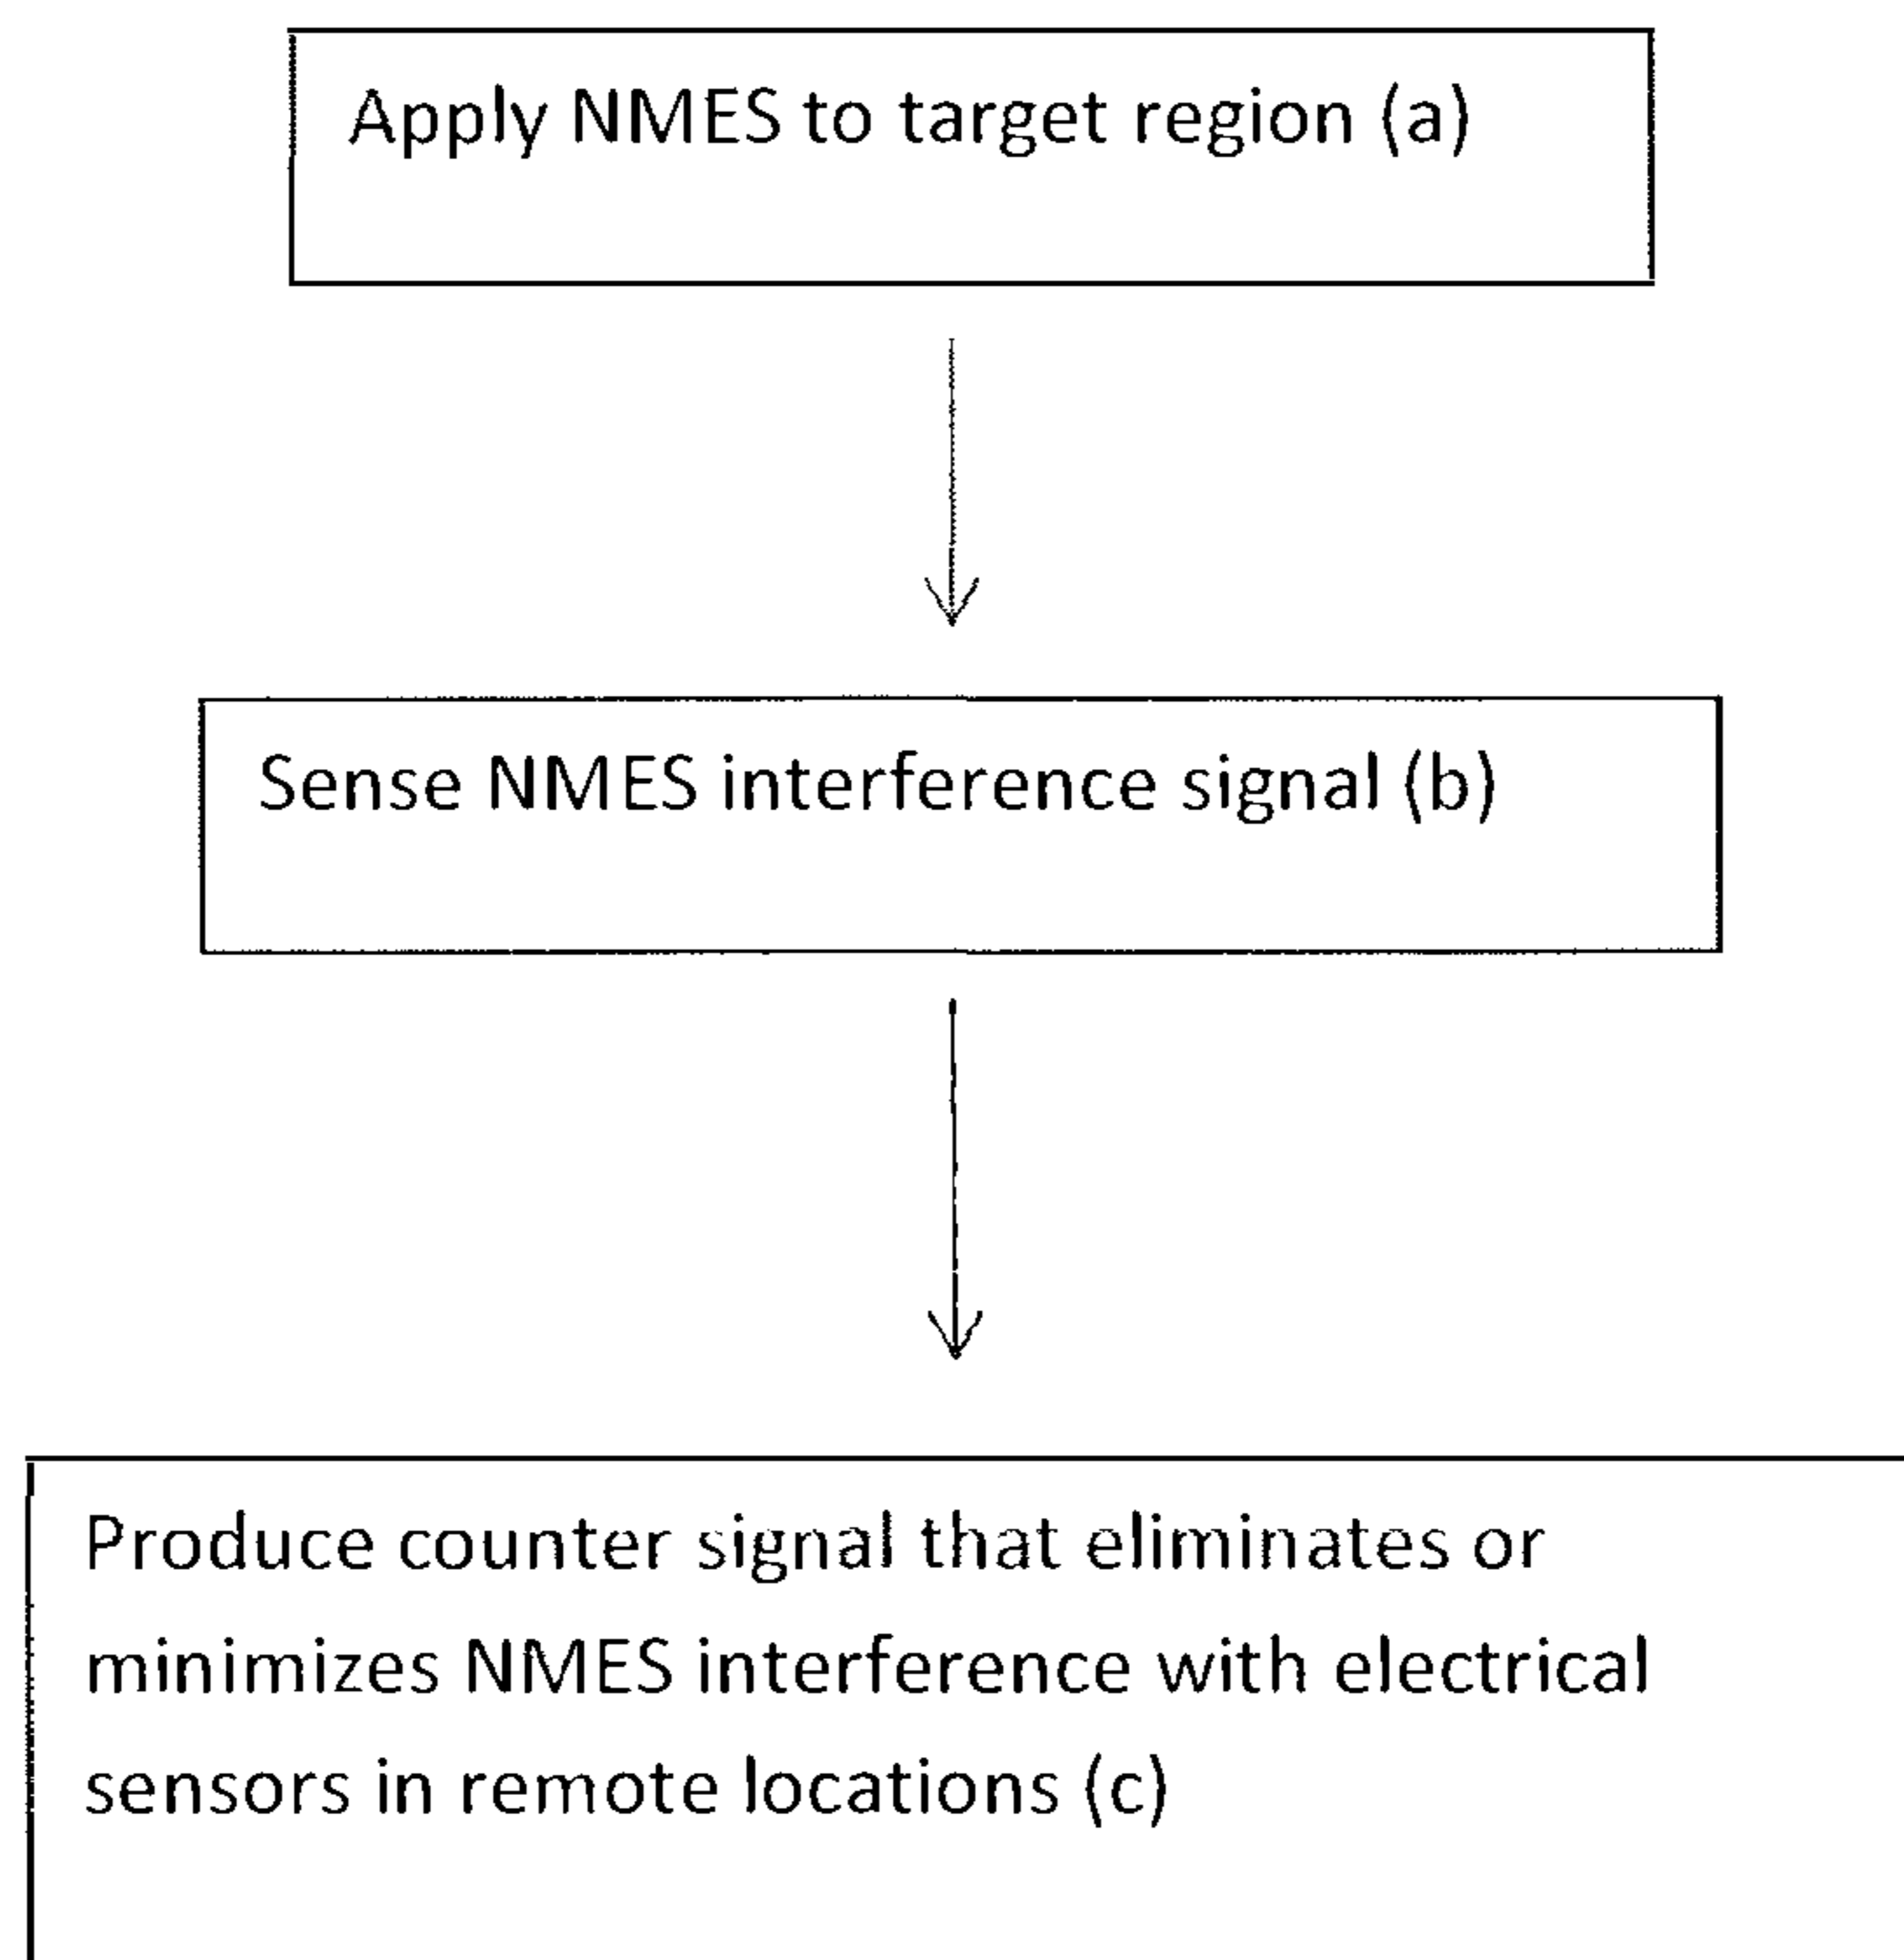 Apply NMES to target region (a)
Sense NMES interference signal (b)
Produce counter signal that eliminates or
minimizes NMES interference with electrical
sensors in remote locations (c)